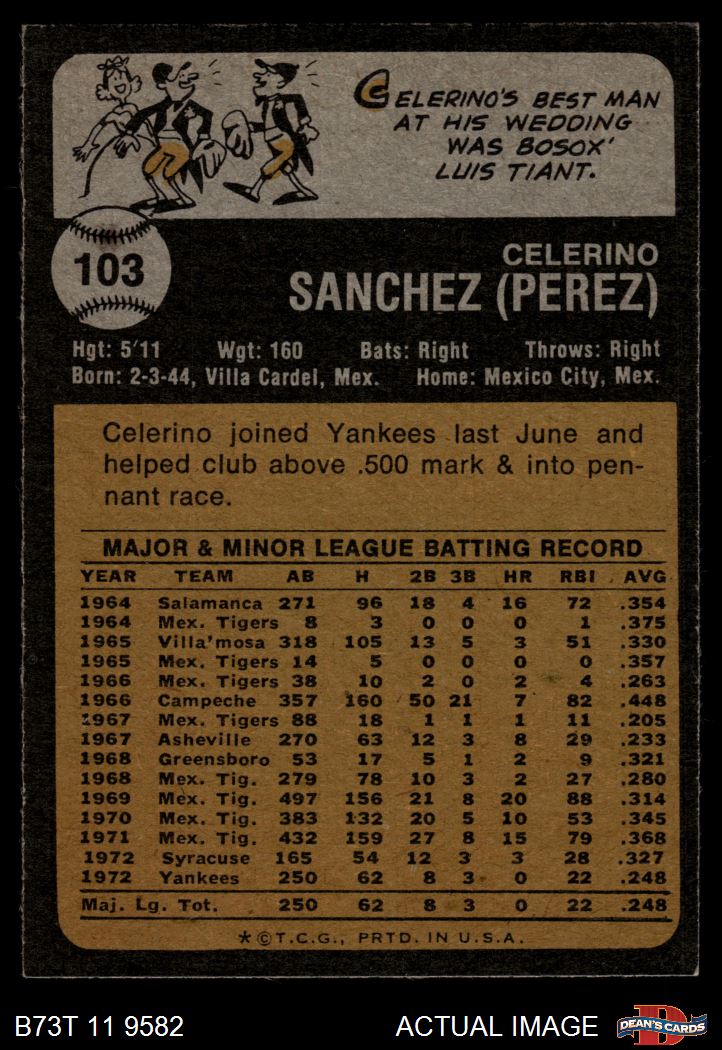 CELERINO'S BEST MAN
AT HIS WEDDING
WAS BOSOX'
LUIS TIANT.
103
CELERINO
SANCHEZ (PEREZ)
Hgt: 5'11 Wgt: 160 Bats: Right Throws: Right
Born: 2-3-44, Villa Cardel, Mex. Home: Mexico City, Mex.
Celerino joined Yankees last June and
helped club above .500 mark & into pen-
nant race.
MAJOR & MINOR LEAGUE BATTING RECORD
YEAR TEAM AB H 2B 3B HR RBI AVG
1964 Salamanca 271 96 18 4 16 72 .354
1964 Mex. Tigers 8 3 0 0 0 1 .375
1965 Villa'mosa 318 105 13 5 3 51 .330
1965 Mex. Tigers 14 5 0 0 0 0 .357
1966 Mex. Tigers 38 10 2 0 2 4 .263
1966 Campeche 357 160 50 21 7 82 .448
1967 Mex. Tigers 88 18 1 1 1 11 .205
1967 Asheville 270 63 12 3 8 29 .233
1968 Greensboro 53 17 5 1 2 9 .321
1968 Mex. Tig. 279 78 10 3 2 27 .280
1969 Mex. Tig. 497 156 21 8 20 88 .314
1970 Mex. Tig. 383 132 20 5 10 53 .345
1971 Mex. Tig. 432 159 27 8 15 79 .368
1972 Syracuse 165 54 12 3 3 28 .327
1972 Yankees 250 62 8 3 0 22 .248
Maj. Lg. Tot. 250 62 8 3 0 22 .248
*©T.C.G., PRTD. IN U.S.A.
B73T 11 9582 ACTUAL IMAGE D DEAN'S CARDS